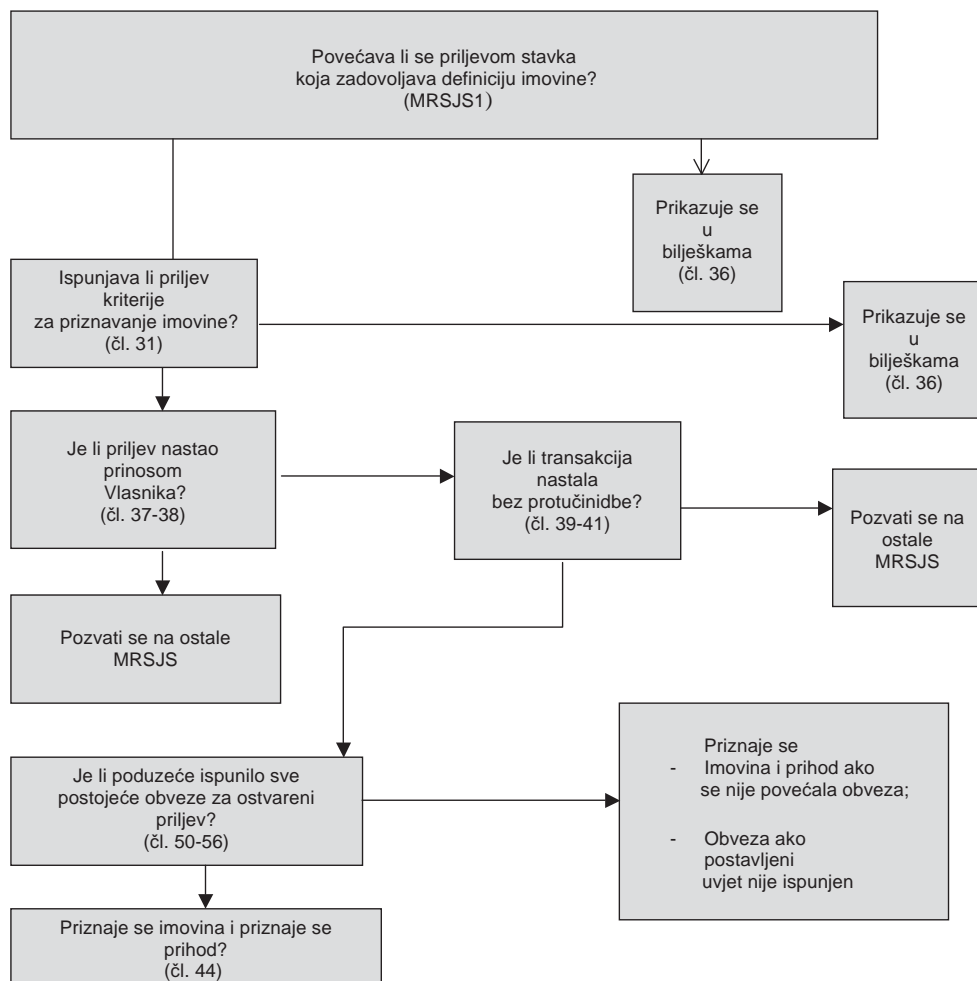 Povećava li se priljevom stavka
koja zadovoljava definiciju imovine?
(MRSJS1)
Prikazuje se
u
bilješkama
(čl. 36)
Ispunjava li priljev
kriterije
za priznavanje imovine?
(čl. 31)
Prikazuje se
u
bilješkama
(čl. 36)
Je li priljev nastao
prinosom
Vlasnika?
(čl. 37-38)
Je li transakcija
nastala
bez protučinidbe?
(čl. 39-41)
Pozvati se na
ostale
MRSJS
Pozvati se na ostale
MRSJS
Je li poduzeće ispunilo sve
postojeće obveze za ostvareni
priljev?
(čl. 50-56)
Priznaje se
- Imovina i prihod ako
se nije povećala obveza;
- Obveza ako
postavljeni
uvjet nije ispunjen
Priznaje se imovina i priznaje se
prihod?
(čl. 44)